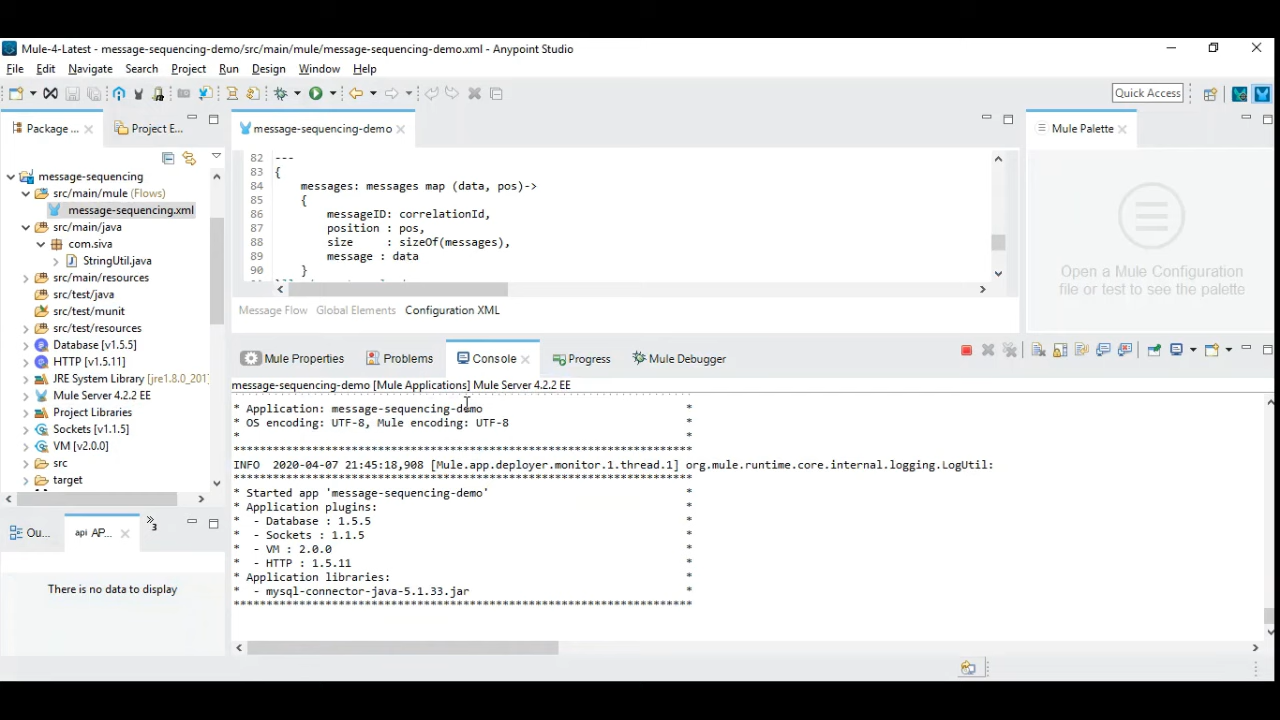 Mule-4-Latest - message-sequencing-demo/src/main/mule/message-sequencing-demo.xml - Anypoint Studio
File Edit Navigate Search Project Run Design Window Help
Quick Access
Package ...
Project E...
message-sequencing
src/main/mule (Flows)
message-sequencing.xml
src/main/java
com.siva
StringUtil.java
src/main/resources
src/test/java
src/test/munit
src/test/resources
Database [v1.5.5]
HTTP [v1.5.11]
JRE System Library [jre1.8.0_201]
Mule Server 4.2.2 EE
Project Libraries
Sockets [v1.1.5]
VM [v2.0.0]
src
target
Ou...
api AP...
3
There is no data to display
message-sequencing-demo
82 ---
83 {
84 messages: messages map (data, pos)->
85 {
86 messageID: correlationId,
87 position : pos,
88 size : sizeOf(messages),
89 message : data
90 }
Message Flow Global Elements Configuration XML
Mule Palette
Open a Mule Configuration
file or test to see the palette
Mule Properties Problems Console Progress Mule Debugger
message-sequencing-demo [Mule Applications] Mule Server 4.2.2 EE
* Application: message-sequencing-demo *
* OS encoding: UTF-8, Mule encoding: UTF-8 *
* *
**********************************************************************
INFO 2020-04-07 21:45:18,908 [Mule.app.deployer.monitor.1.thread.1] org.mule.runtime.core.internal.logging.LogUtil:
**********************************************************************
* Started app 'message-sequencing-demo' *
* Application plugins: *
* - Database : 1.5.5 *
* - Sockets : 1.1.5 *
* - VM : 2.0.0 *
* - HTTP : 1.5.11 *
* Application libraries: *
* - mysql-connector-java-5.1.33.jar *
**********************************************************************